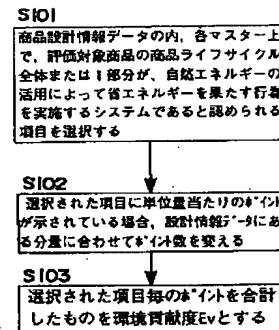 S101
商品設計情報データの内、各マスター上
で、評価対象商品の商品ライフサイクル
全体または1部分が、自然エネルギーの
活用によって省エネルギーを果たす行為
を実施するシステムであると認められる
項目を選択する
S102
選択された項目に単位量当たりのポイント
が示されている場合、設計情報データにあ
る分量に合わせてポイント数を変える
S103
選択された項目毎のポイントを合計
したものを環境貢献度Evとする